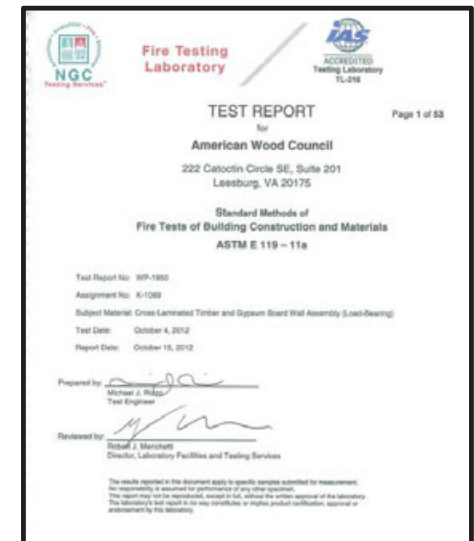 NGC
Testing Services
Fire Testing
Laboratory
IAS
ACCREDITED
Testing Laboratory
TL-216
TEST REPORT
Page 1 of 53
for
American Wood Council
222 Catoctin Circle SE, Suite 201
Leesburg, VA 20175
Standard Methods of
Fire Tests of Building Construction and Materials
ASTM E 119 – 11a
Test Report No: WP-1950
Assignment No: K-1089
Subject Material: Cross-Laminated Timber and Gypsum Board Wall Assembly (Load-Bearing)
Test Date: October 4, 2012
Report Date: October 15, 2012
Prepared by:
Michael J. Rizzo
Test Engineer
Reviewed by:
Robert J. Menchetti
Director, Laboratory Facilities and Testing Services
The results reported in this document apply to specific samples submitted for measurement.
No responsibility is assumed for performance of any other specimen.
This report may not be reproduced, except in full, without the written approval of the laboratory.
The laboratory's test report in no way constitutes or implies product certification, approval or
endorsement by this laboratory.